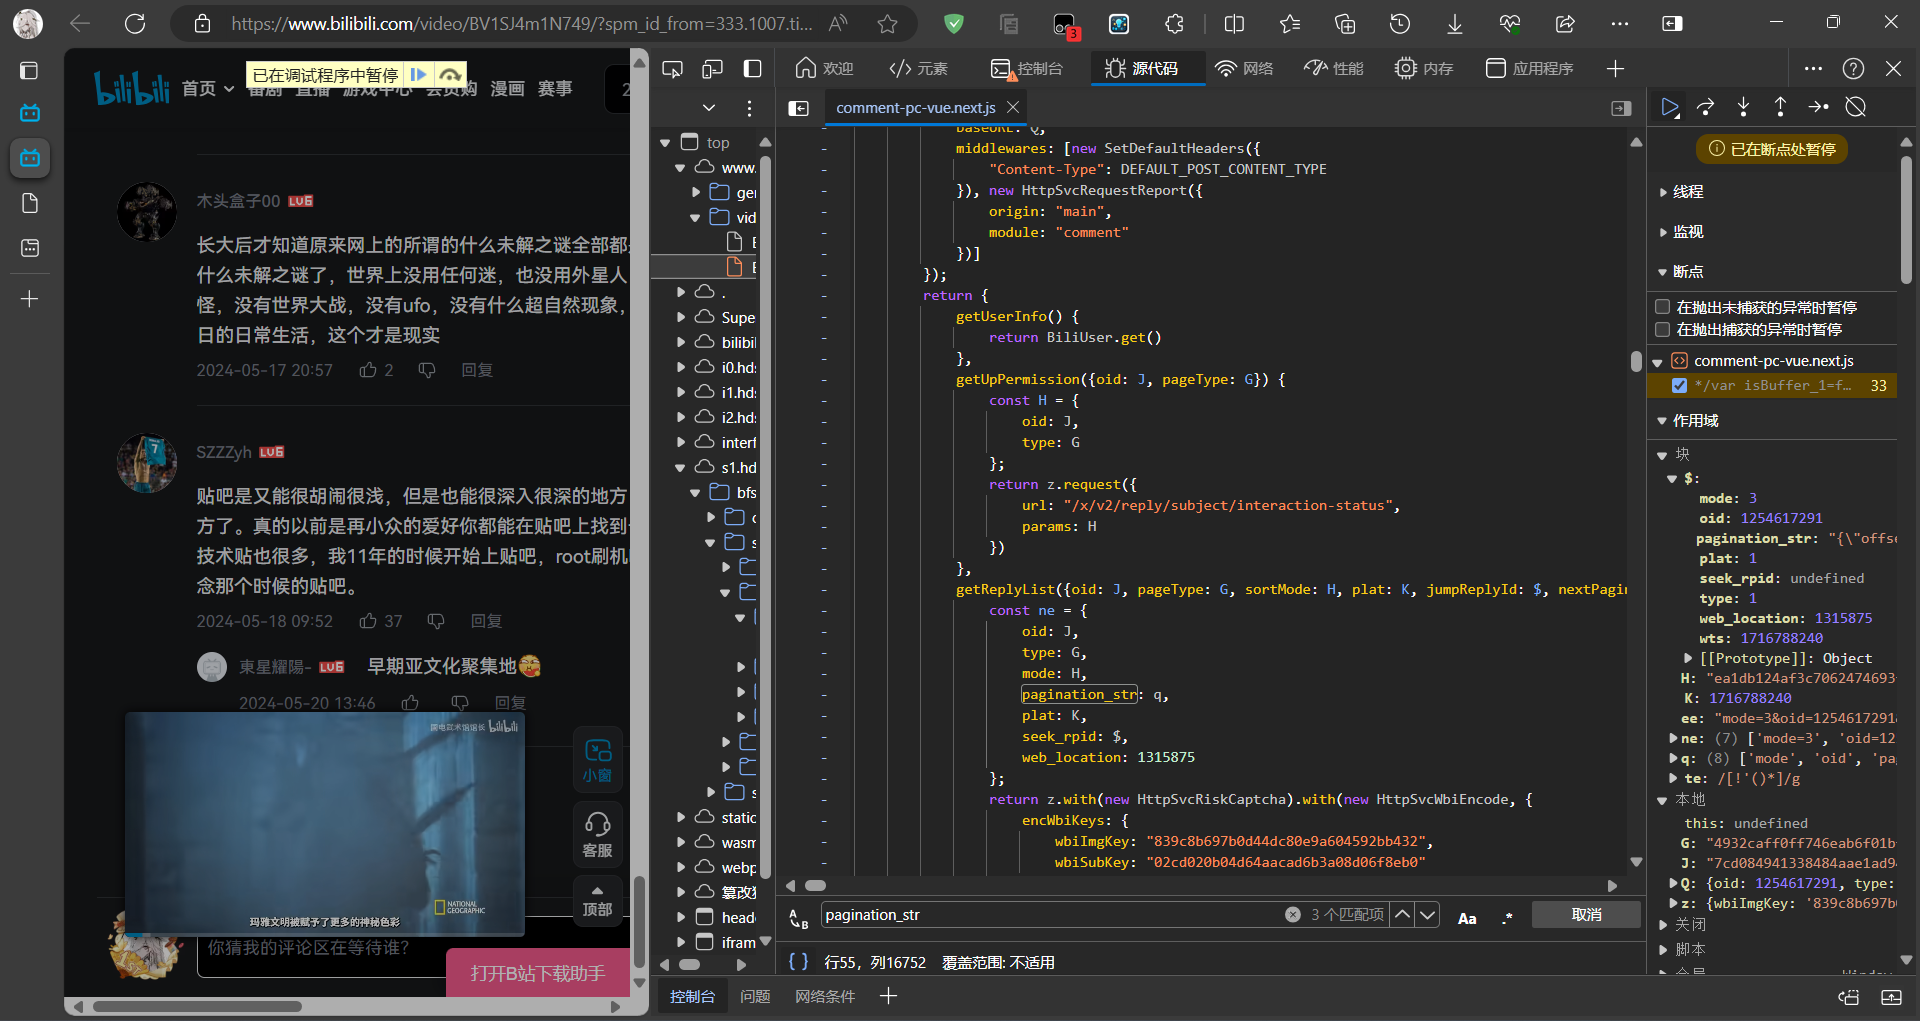 https://www.bilibili.com/video/BV1SJ4m1N749/?spm_id_from=333.1007.ti...
3
已在调试程序中暂停
bilibili
首页 番剧 直播 游戏中心 会员购 漫画 赛事
2
木头盒子00 LV6
长大后才知道原来网上的所谓的什么未解之谜全部都
什么未解之谜了，世界上没用任何迷，也没用外星人
怪，没有世界大战，没有ufo，没有什么超自然现象，
日的日常生活，这个才是现实
2024-05-17 20:57 2 回复
SZZZyh LV6
贴吧是又能很胡闹很浅，但是也能很深入很深的地方
方了。真的以前是再小众的爱好你都能在贴吧上找到
技术贴也很多，我11年的时候开始上贴吧，root刷机
念那个时候的贴吧。
2024-05-18 09:52 37 回复
東星耀陽- LV6 早期亚文化聚集地
2024-05-20 13:46 回复
bilibili
NATIONAL
GEOGRAPHIC
玛雅文明被赋予了更多的神秘色彩
小窗
客服
顶部
你猜我的评论区在等待谁？
打开B站下载助手
欢迎 元素 控制台 源代码 网络 性能 内存 应用程序
comment-pc-vue.next.js
top
www.
ger
vid
.
Supe
bilibil
i0.hds
i1.hds
i2.hds
interf
s1.hd
bfs
static
wasm
webp
篡改
head
ifram
baseURL: Q,
middlewares: [new SetDefaultHeaders({
"Content-Type": DEFAULT_POST_CONTENT_TYPE
}), new HttpSvcRequestReport({
origin: "main",
module: "comment"
})]
});
return {
getUserInfo() {
return BiliUser.get()
},
getUpPermission({oid: J, pageType: G}) {
const H = {
oid: J,
type: G
};
return z.request({
url: "/x/v2/reply/subject/interaction-status",
params: H
})
},
getReplyList({oid: J, pageType: G, sortMode: H, plat: K, jumpReplyId: $, nextPagin
const ne = {
oid: J,
type: G,
mode: H,
pagination_str: q,
plat: K,
seek_rpid: $,
web_location: 1315875
};
return z.with(new HttpSvcRiskCaptcha).with(new HttpSvcWbiEncode, {
encWbiKeys: {
wbiImgKey: "839c8b697b0d44dc80e9a604592bb432",
wbiSubKey: "02cd020b04d64aacad6b3a08d06f8eb0"
pagination_str 3 个匹配项 Aa .* 取消
{ } 行55，列16752 覆盖范围: 不适用
控制台 问题 网络条件
已在断点处暂停
线程
监视
断点
在抛出未捕获的异常时暂停
在抛出捕获的异常时暂停
comment-pc-vue.next.js
*/var isBuffer_1=f… 33
作用域
块
$:
mode: 3
oid: 1254617291
pagination_str: "{\"offse
plat: 1
seek_rpid: undefined
type: 1
web_location: 1315875
wts: 1716788240
[[Prototype]]: Object
H: "ea1db124af3c7062474693
K: 1716788240
ee: "mode=3&oid=1254617291&
ne: (7) ['mode=3', 'oid=12
q: (8) ['mode', 'oid', 'pa
te: /[!'()*]/g
本地
this: undefined
G: "4932caff0ff746eab6f01b
J: "7cd084941338484aae1ad9
Q: {oid: 1254617291, type:
z: {wbiImgKey: '839c8b697b
关闭
脚本
全局 Window